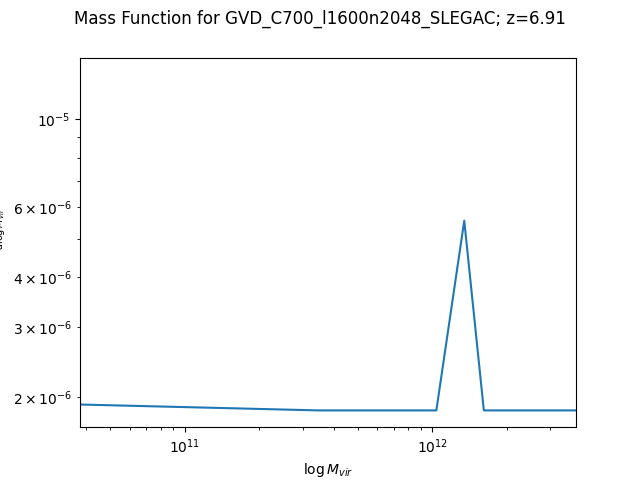 Mass Function for GVD_C700_l1600n2048_SLEGAC; z=6.91
10⁻⁵
6 × 10⁻⁶
4 × 10⁻⁶
3 × 10⁻⁶
2 × 10⁻⁶
10¹¹ 10¹²
log M_vir